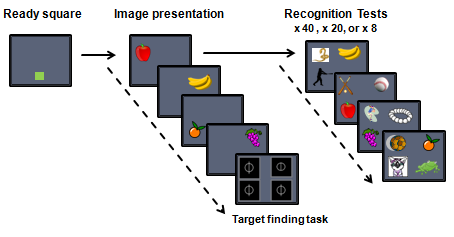 Ready square
Image presentation
Recognition Tests
x 40 , x 20, or x 8
Target finding task